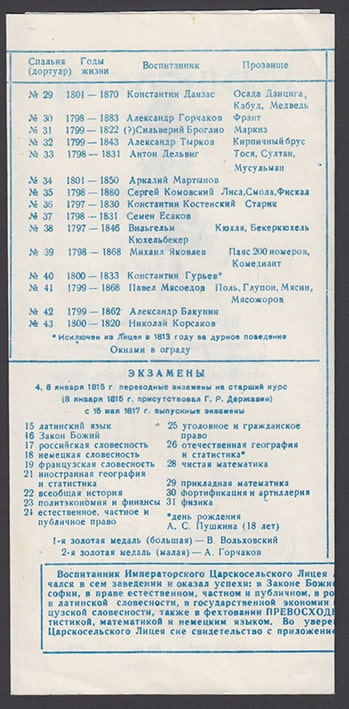 Спальня Годы Воспитанник Прозвище
(дортуар) жизни
№ 29 1801—1870 Константин Данзас Осада Данцига,
Кабуд, Медведь
№ 30 1798—1883 Александр Горчаков Франт
№ 31 1799—1822 (?)Сильверий Броглио Маркиз
№ 32 1799—1843 Александр Тырков Кирпичный брус
№ 33 1798—1831 Антон Дельвиг Тося, Султан,
Мусульман
№ 34 1801—1850 Аркадий Мартынов
№ 35 1798—1880 Сергей Комовский Лиса,Смола,Фискал
№ 36 1797—1830 Константин Костенский Старик
№ 37 1798—1831 Семен Есаков
№ 38 1797—1846 Вильгельм Кюхля, Бекеркюхель
Кюхельбекер
№ 39 1798—1868 Михаил Яковлев Паяс 200 номеров,
Комедиант
№ 40 1800—1833 Константин Гурьев*
№ 41 1799—1868 Павел Мясоедов Поль, Глупон, Мясин,
Мясожоров
№ 42 1799—1862 Александр Бакунин
№ 43 1800—1820 Николай Корсаков
*Исключен из Лицея в 1813 году за дурное поведение
Окнами в ограду
ЭКЗАМЕНЫ
4, 8 января 1815 г. переводные экзамены на старший курс
(8 января 1815 г. присутствовал Г. Р. Державин)
с 15 мая 1817 г. выпускные экзамены
15 латинский язык
16 Закон Божий
17 российская словесность
18 немецкая словесность
19 французская словесность
21 иностранная география
и статистика
22 всеобщая история
23 политэкономия и финансы
24 естественное, частное и
публичное право
25 уголовное и гражданское
право
26 отечественная география
и статистика*
28 чистая математика
29 прикладная математика
30 фортификация и артиллерия
31 физика
*день рождения
А. С. Пушкина (18 лет)
1-я золотая медаль (большая)—В. Вольховский
2-я золотая медаль (малая)—А. Горчаков
Воспитанник Императорского Царскосельского Лицея
чался в сем заведении и оказал успехи: в Законе Божи
софии, в праве естественном, частном и публичном, в ро
в латинской словесности, в государственной экономии
цузской словесности, также в фехтовании ПРЕВОСХОД
тистикой, математикой и немецким языком. Во увере
Царскосельского Лицея сие свидетельство с приложени